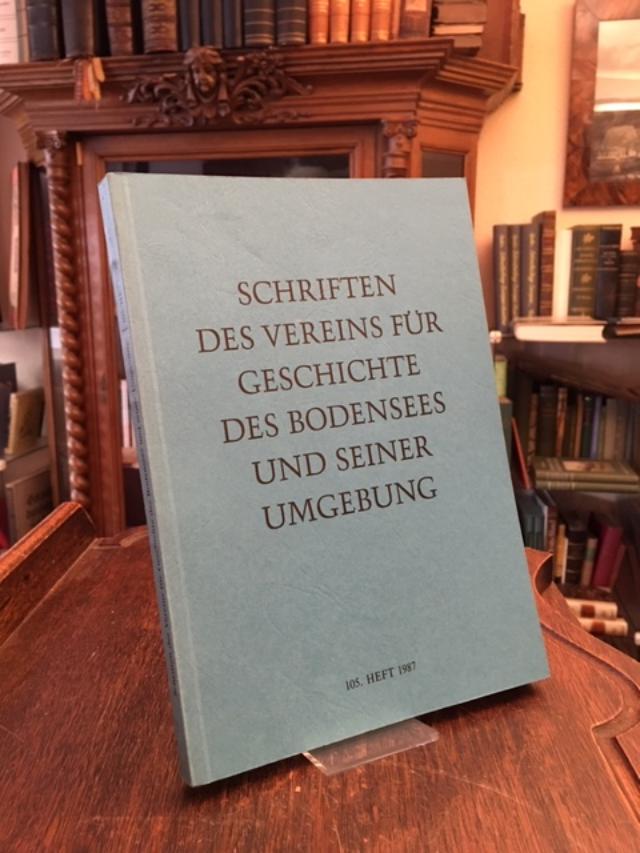 SCHRIFTEN
DES VEREINS FÜR
GESCHICHTE
DES BODENSEES
UND SEINER
UMGEBUNG
105. HEFT 1987